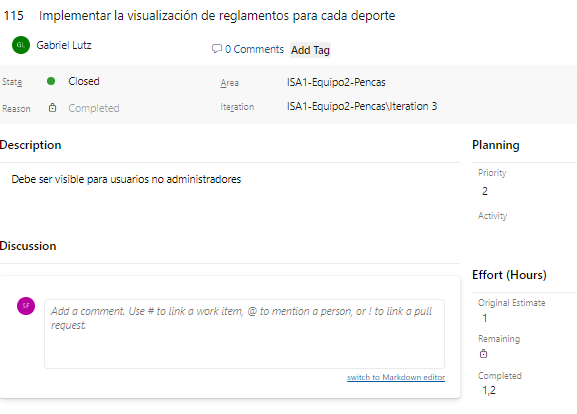 115 Implementar la visualización de reglamentos para cada deporte
GL Gabriel Lutz
0 Comments Add Tag
State Closed
Area ISA1-Equipo2-Pencas
Reason Completed
Iteration ISA1-Equipo2-Pencas\Iteration 3
Description
Debe ser visible para usuarios no administradores
Discussion
SF
Add a comment. Use # to link a work item, @ to mention a person, or ! to link a pull
request.
switch to Markdown editor
Planning
Priority
2
Activity
Effort (Hours)
Original Estimate
1
Remaining
Completed
1,2